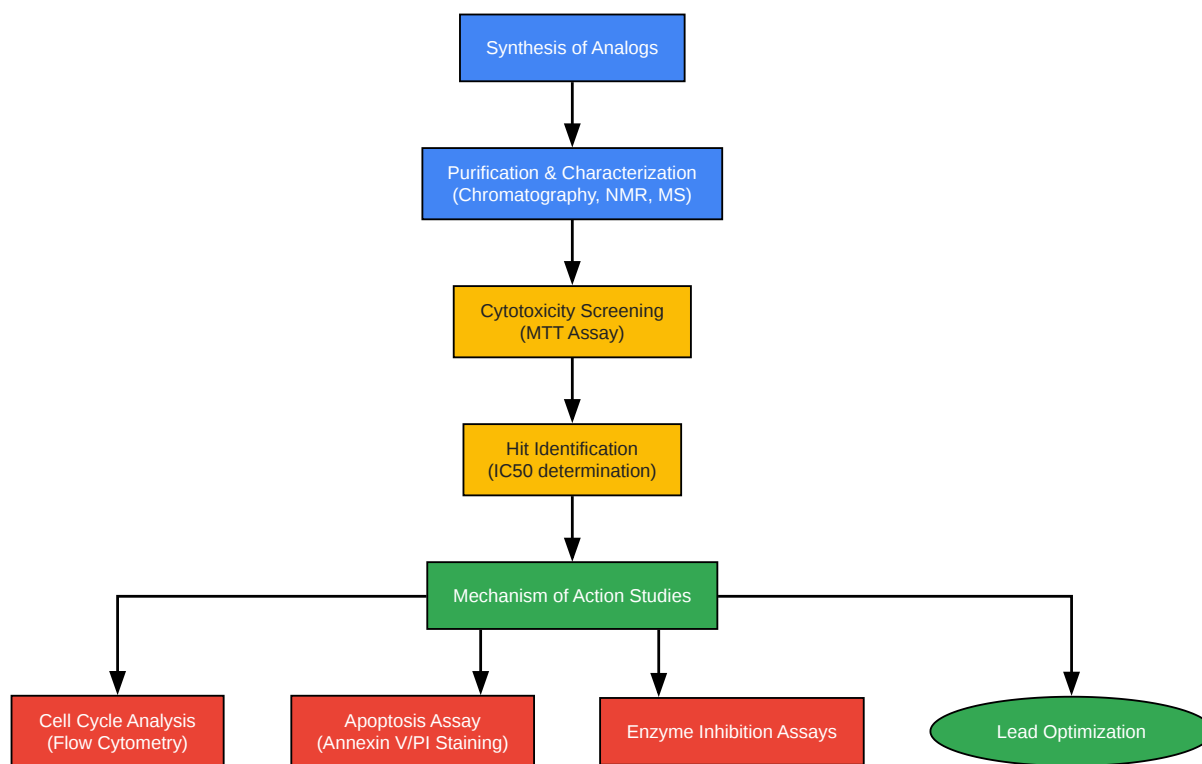 Synthesis of Analogs
Purification & Characterization
(Chromatography, NMR, MS)
Cytotoxicity Screening
(MTT Assay)
Hit Identification
(IC50 determination)
Mechanism of Action Studies
Cell Cycle Analysis
(Flow Cytometry)
Apoptosis Assay
(Annexin V/PI Staining)
Enzyme Inhibition Assays
Lead Optimization